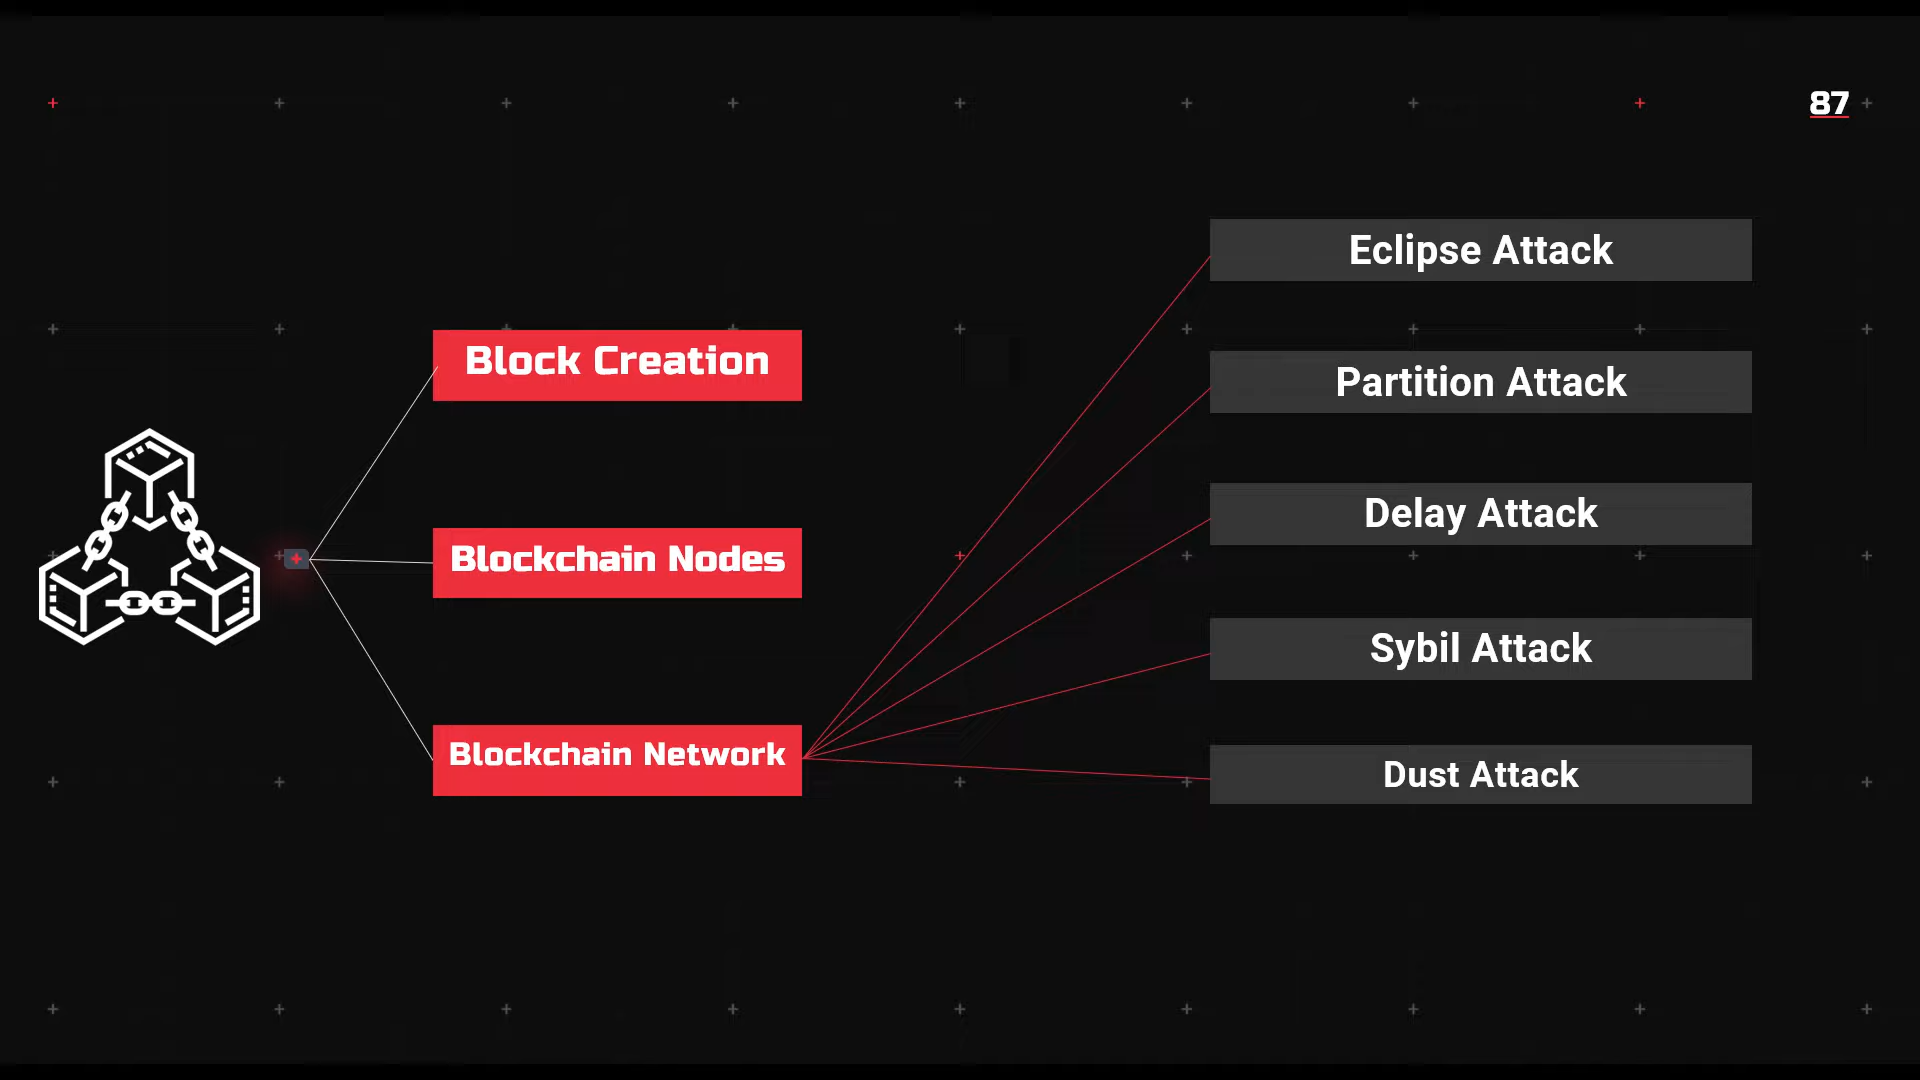 87
Block Creation
Blockchain Nodes
Blockchain Network
Eclipse Attack
Partition Attack
Delay Attack
Sybil Attack
Dust Attack